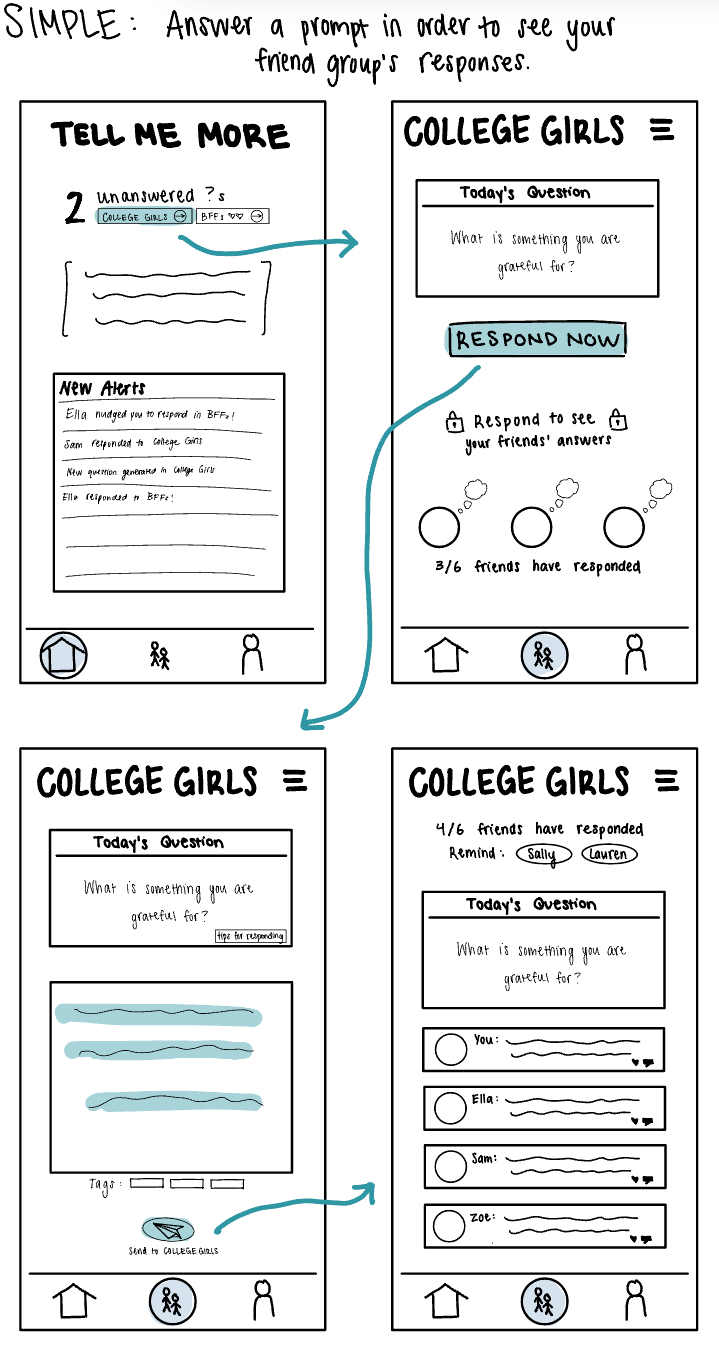 SIMPLE: Answer a prompt in order to see your
friend group's responses.
TELL ME MORE
2 unanswered ?s
COLLEGE GIRLS
BFFs ♡♡
New Alerts
Ella nudged you to respond in BFFs!
Sam responded to College Girls
New question generated in College Girls
Ella responded to BFFs!
COLLEGE GIRLS
Today's Question
What is something you are
grateful for?
RESPOND NOW
Respond to see
your friends' answers
3/6 friends have responded
COLLEGE GIRLS
Today's Question
What is something you are
grateful for?
tips for responding
Tags:
Send to COLLEGE GIRLS
COLLEGE GIRLS
4/6 friends have responded
Remind: Sally Lauren
Today's Question
What is something you are
grateful for?
You:
Ella:
Sam:
Zoe: